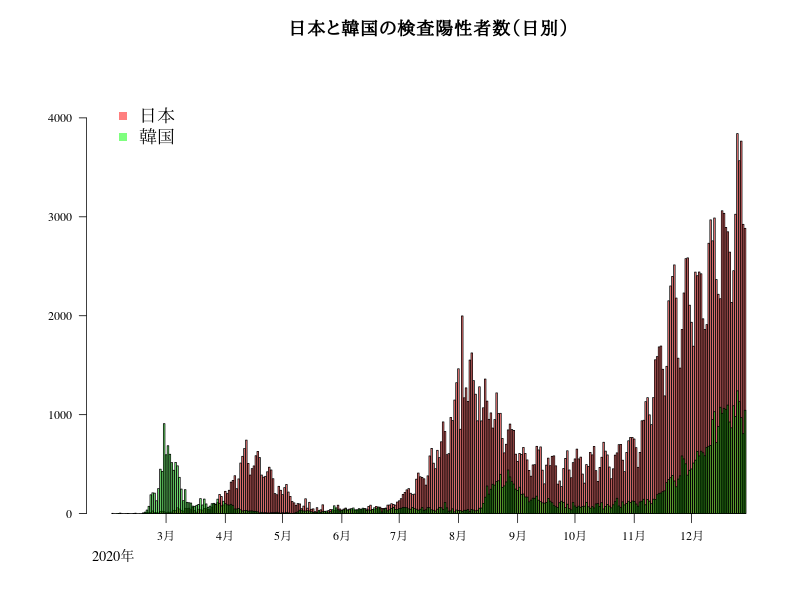 日本と韓国の検査陽性者数（日別）
日本
韓国
4000
3000
2000
1000
0
3月 4月 5月 6月 7月 8月 9月 10月 11月 12月
2020年